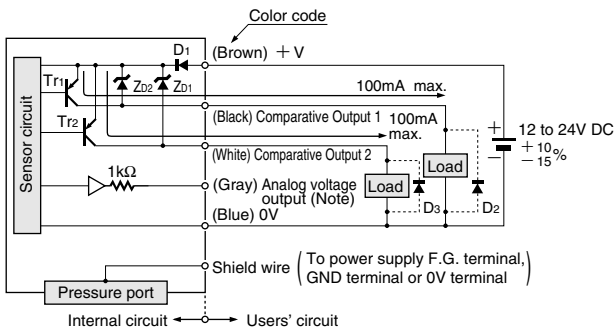 Color code
D1
(Brown) +V
Tr1
ZD2
ZD1
100mA max.
(Black) Comparative Output 1
Tr2
100mA
max.
+
12 to 24V DC
+10
−15 %
−
Sensor circuit
(White) Comparative Output 2
1kΩ
(Gray) Analog voltage
output (Note)
Load
Load
D3
D2
(Blue) 0V
Shield wire (To power supply F.G. terminal,
GND terminal or 0V terminal)
Pressure port
Internal circuit
Users' circuit